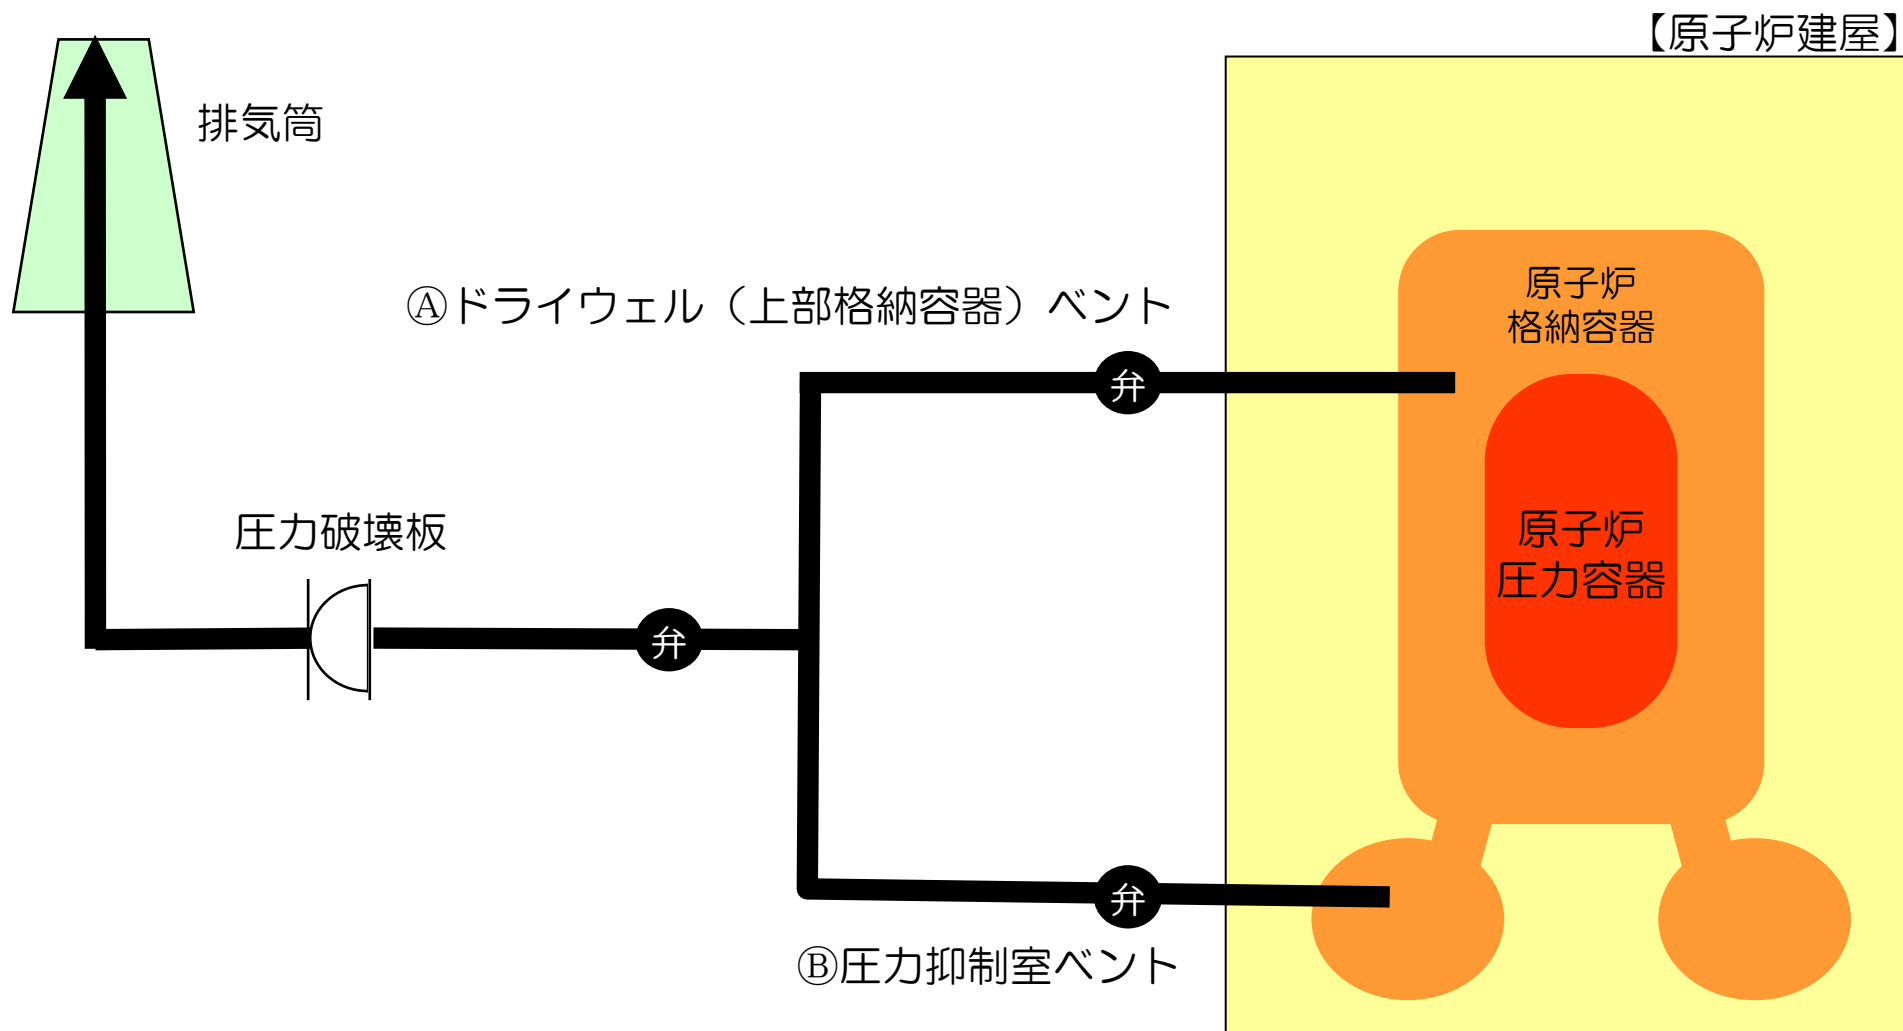 【原子炉建屋】
排気筒
Ⓐドライウェル（上部格納容器）ベント
原子炉
格納容器
弁
圧力破壊板
原子炉
圧力容器
弁
弁
Ⓑ圧力抑制室ベント